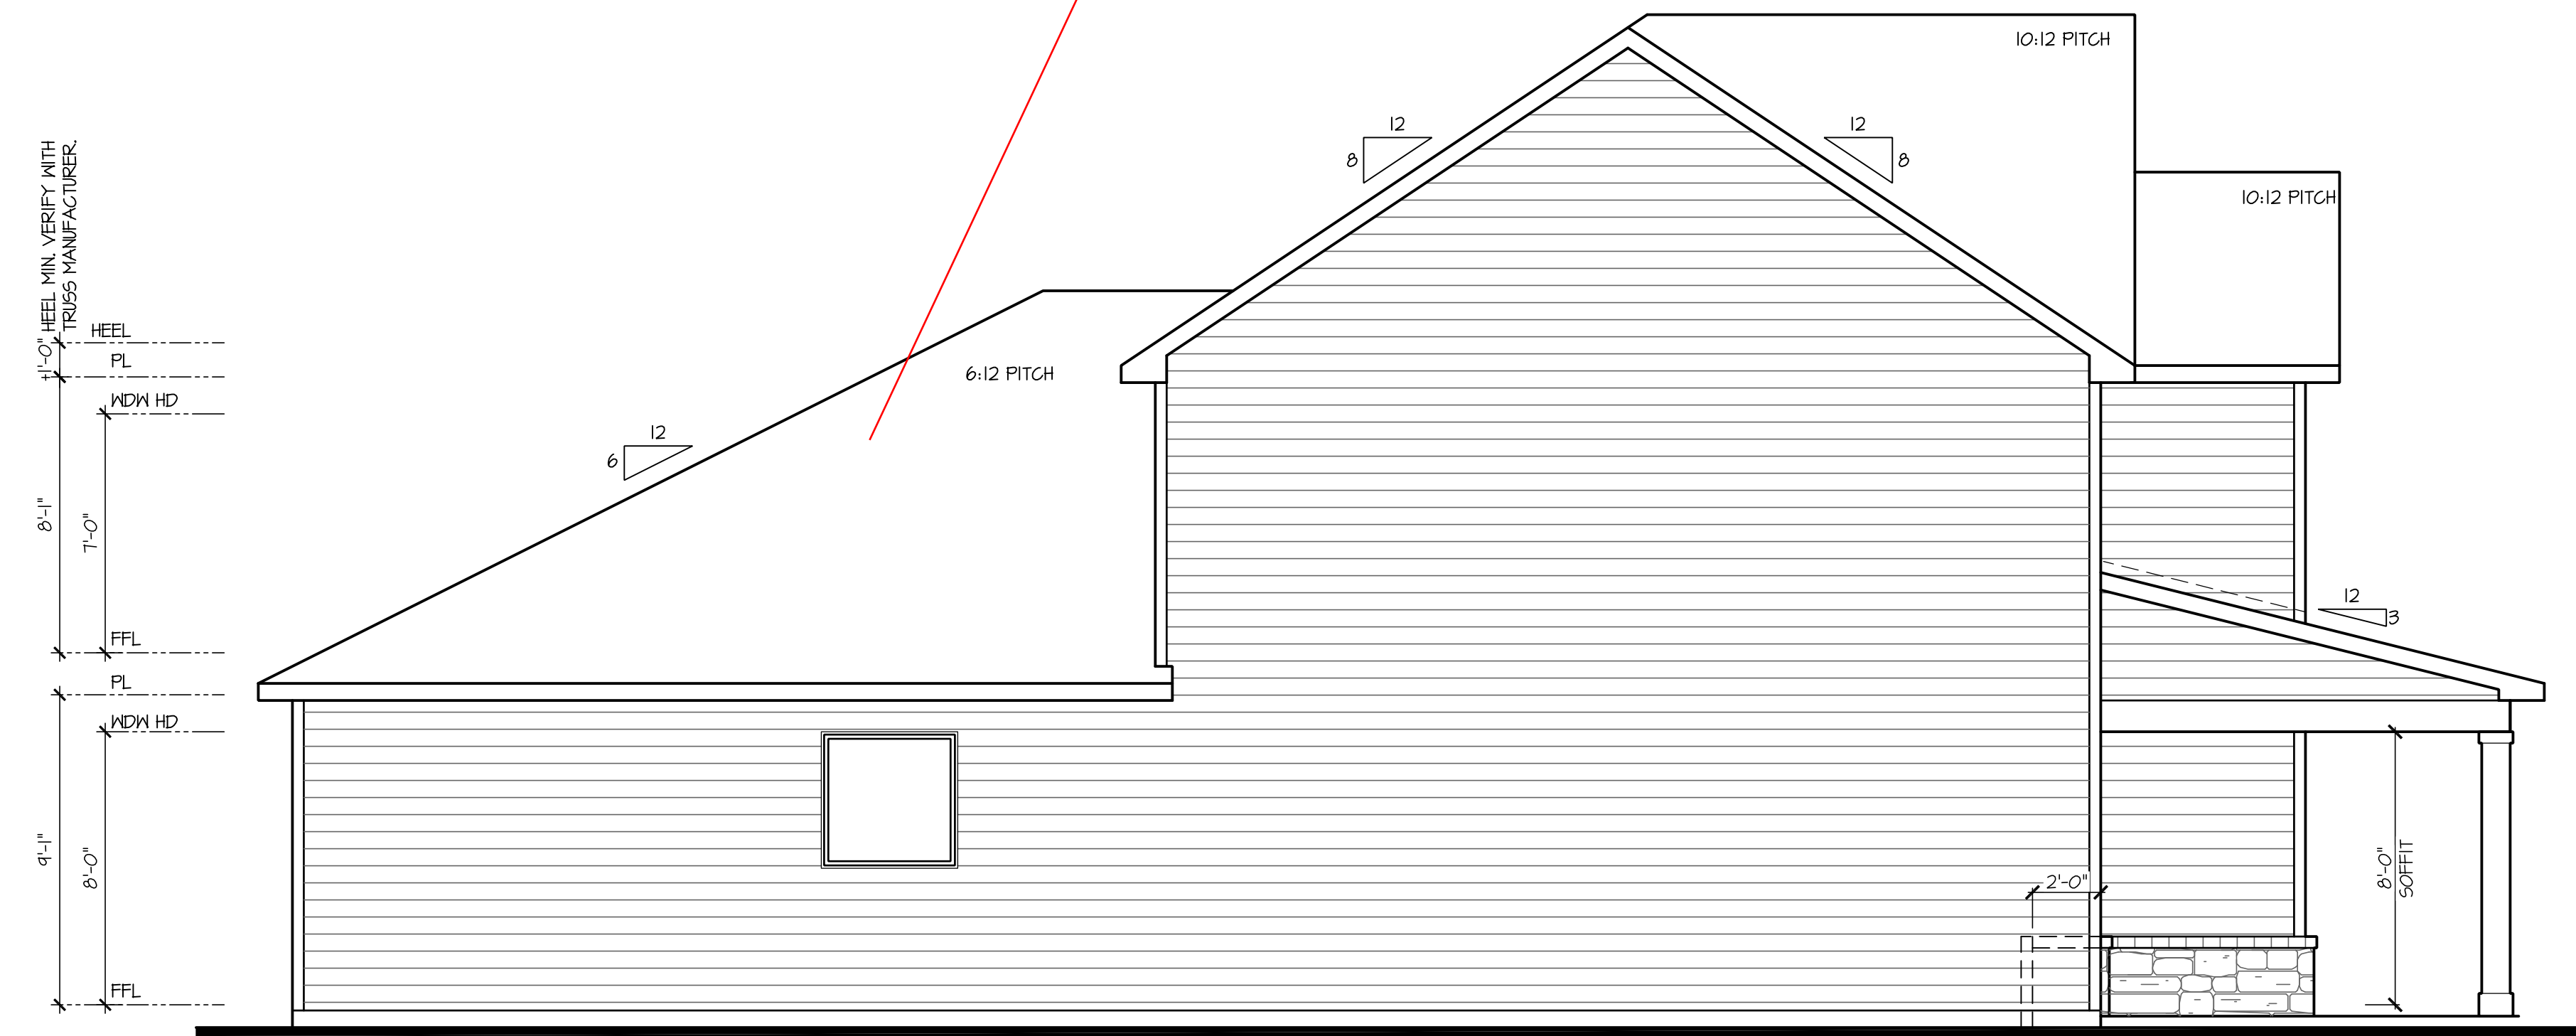 10:12 PITCH
10:12 PITCH
12
8
12
8
+1'-0" HEEL MIN. VERIFY WITH
TRUSS MANUFACTURER.
HEEL
PL
6:12 PITCH
WDW HD
12
6
8'-1"
7'-0"
12
3
FFL
PL
WDW HD
9'-1"
8'-0"
2'-0"
8'-0"
SOFFIT
FFL